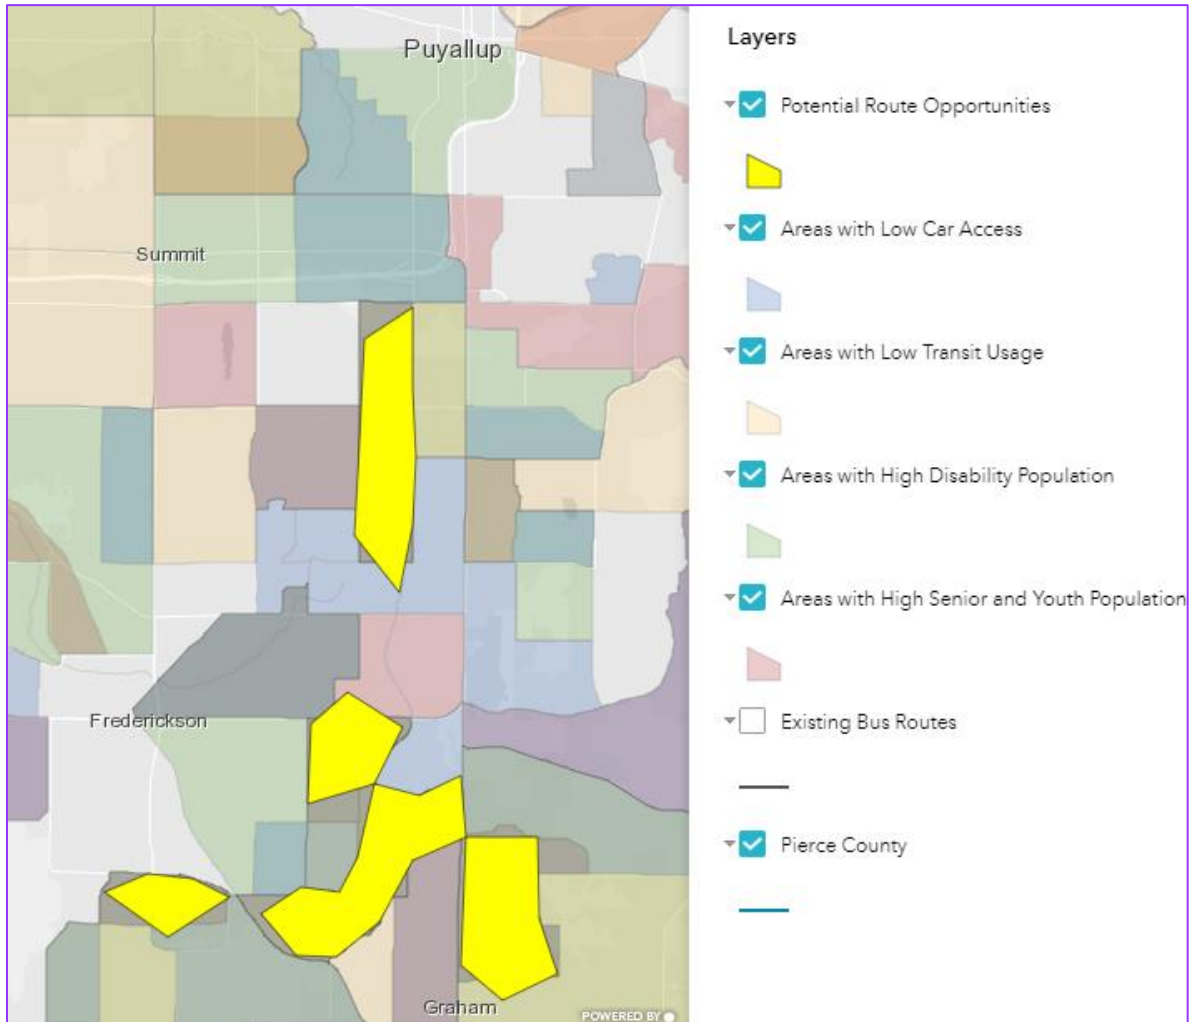 Puyallup
Summit
Frederickson
Graham
POWERED BY
Layers
Potential Route Opportunities
Areas with Low Car Access
Areas with Low Transit Usage
Areas with High Disability Population
Areas with High Senior and Youth Population
Existing Bus Routes
Pierce County